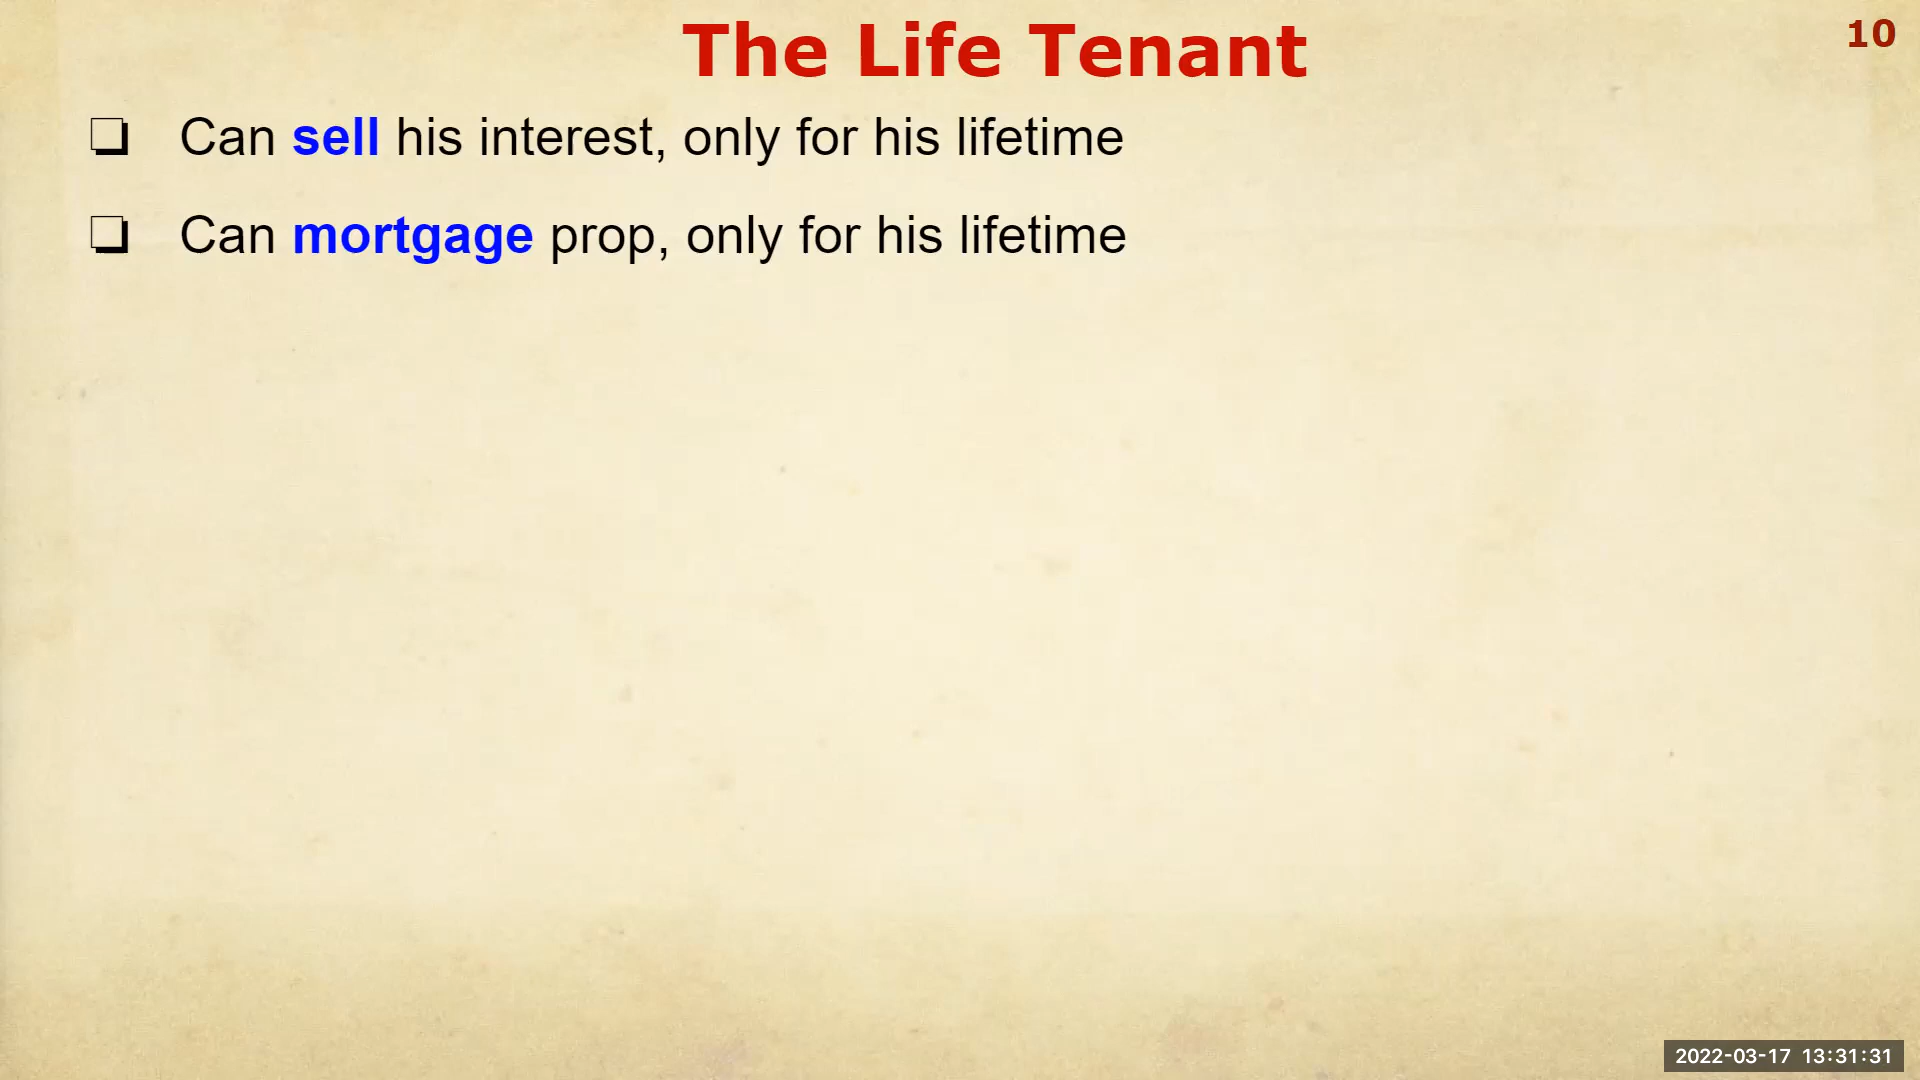 The Life Tenant
10
❑ Can sell his interest, only for his lifetime
❑ Can mortgage prop, only for his lifetime
2022-03-17 13:31:31